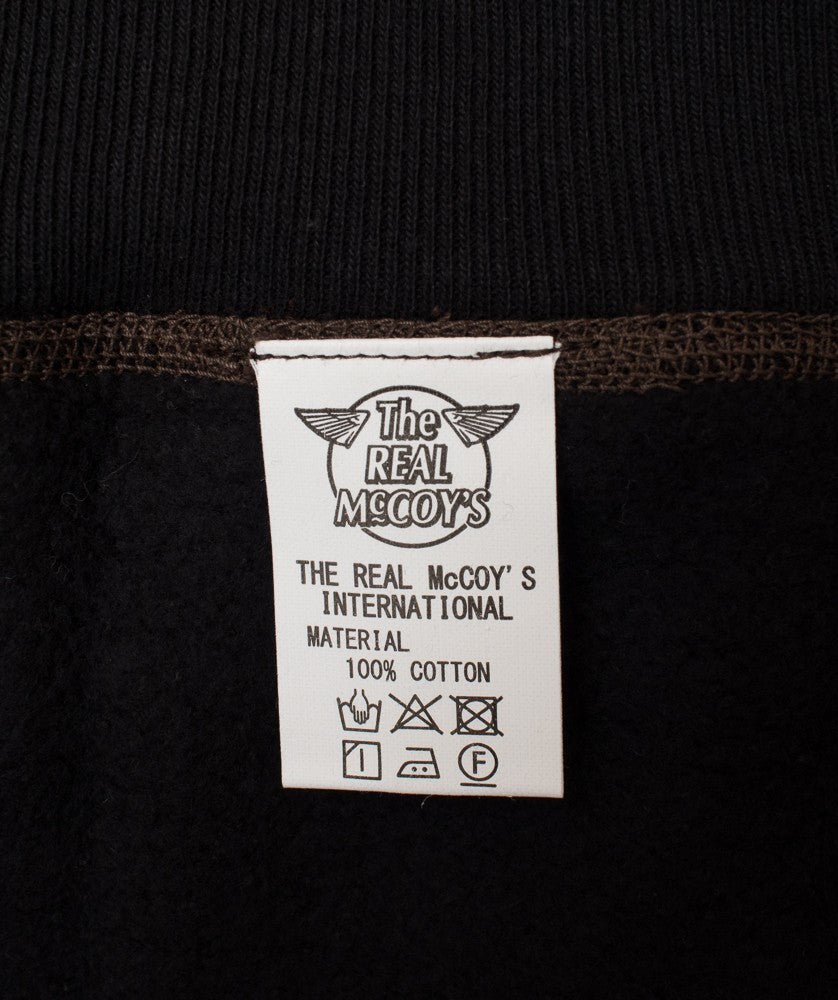 The
REAL
McCOY'S
THE REAL McCOY'S
INTERNATIONAL
MATERIAL
100% COTTON
F